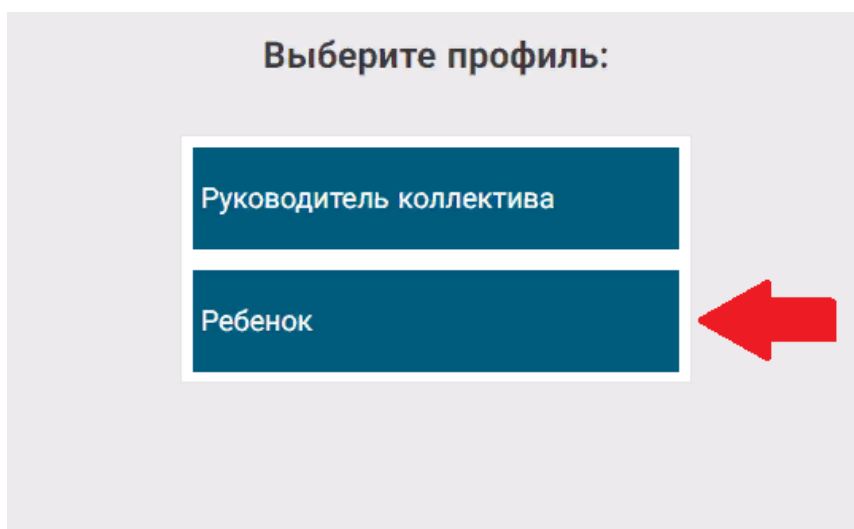 Выберите профиль:
Руководитель коллектива
Ребенок